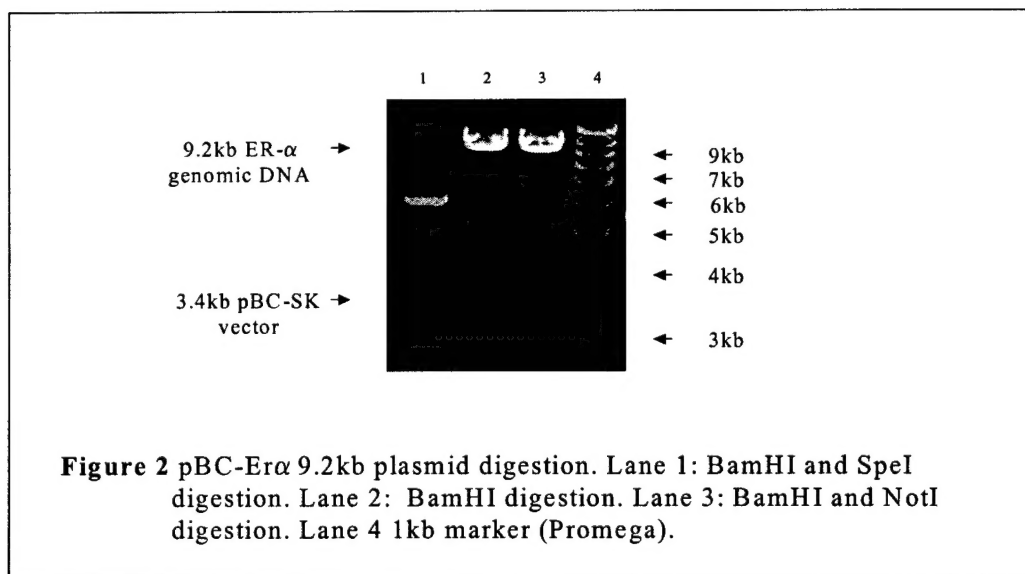 1 2 3 4
9.2kb ER-α → ← 9kb
genomic DNA ← 7kb
← 6kb
← 5kb
← 4kb
3.4kb pBC-SK →
vector
← 3kb
Figure 2 pBC-Erα 9.2kb plasmid digestion. Lane 1: BamHI and SpeI
digestion. Lane 2: BamHI digestion. Lane 3: BamHI and NotI
digestion. Lane 4 1kb marker (Promega).